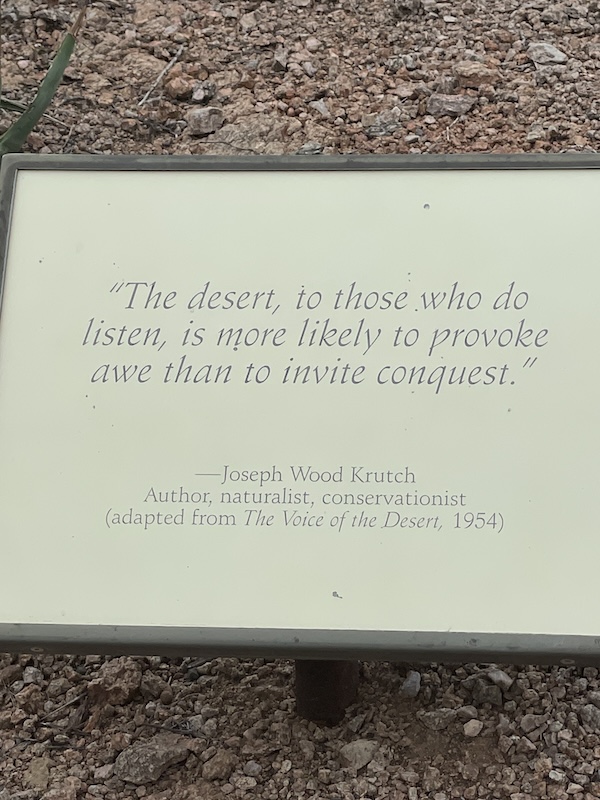 “The desert, to those who do
listen, is more likely to provoke
awe than to invite conquest.”
—Joseph Wood Krutch
Author, naturalist, conservationist
(adapted from The Voice of the Desert, 1954)